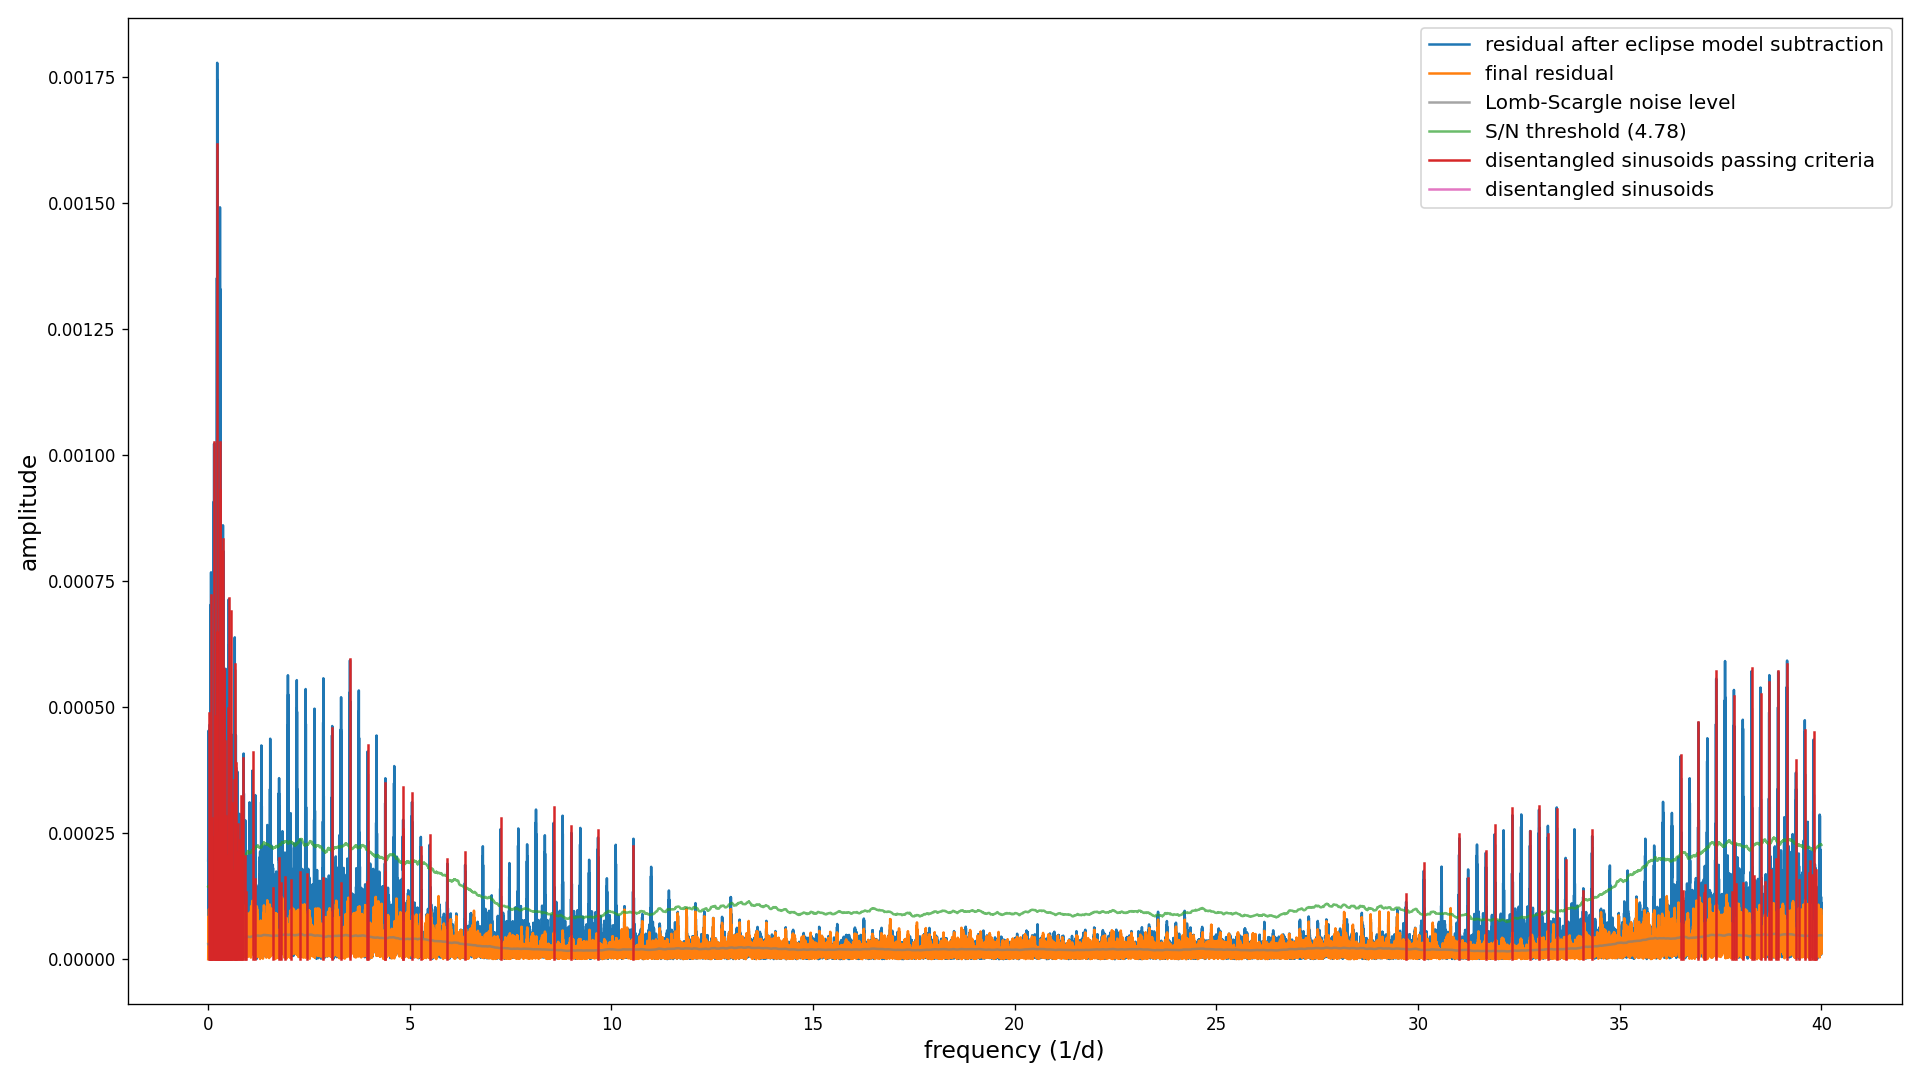 residual after eclipse model subtraction
final residual
Lomb-Scargle noise level
S/N threshold (4.78)
disentangled sinusoids passing criteria
disentangled sinusoids
0.00175
0.00150
0.00125
0.00100
0.00075
0.00050
0.00025
0.00000
amplitude
0 5 10 15 20 25 30 35 40
frequency (1/d)